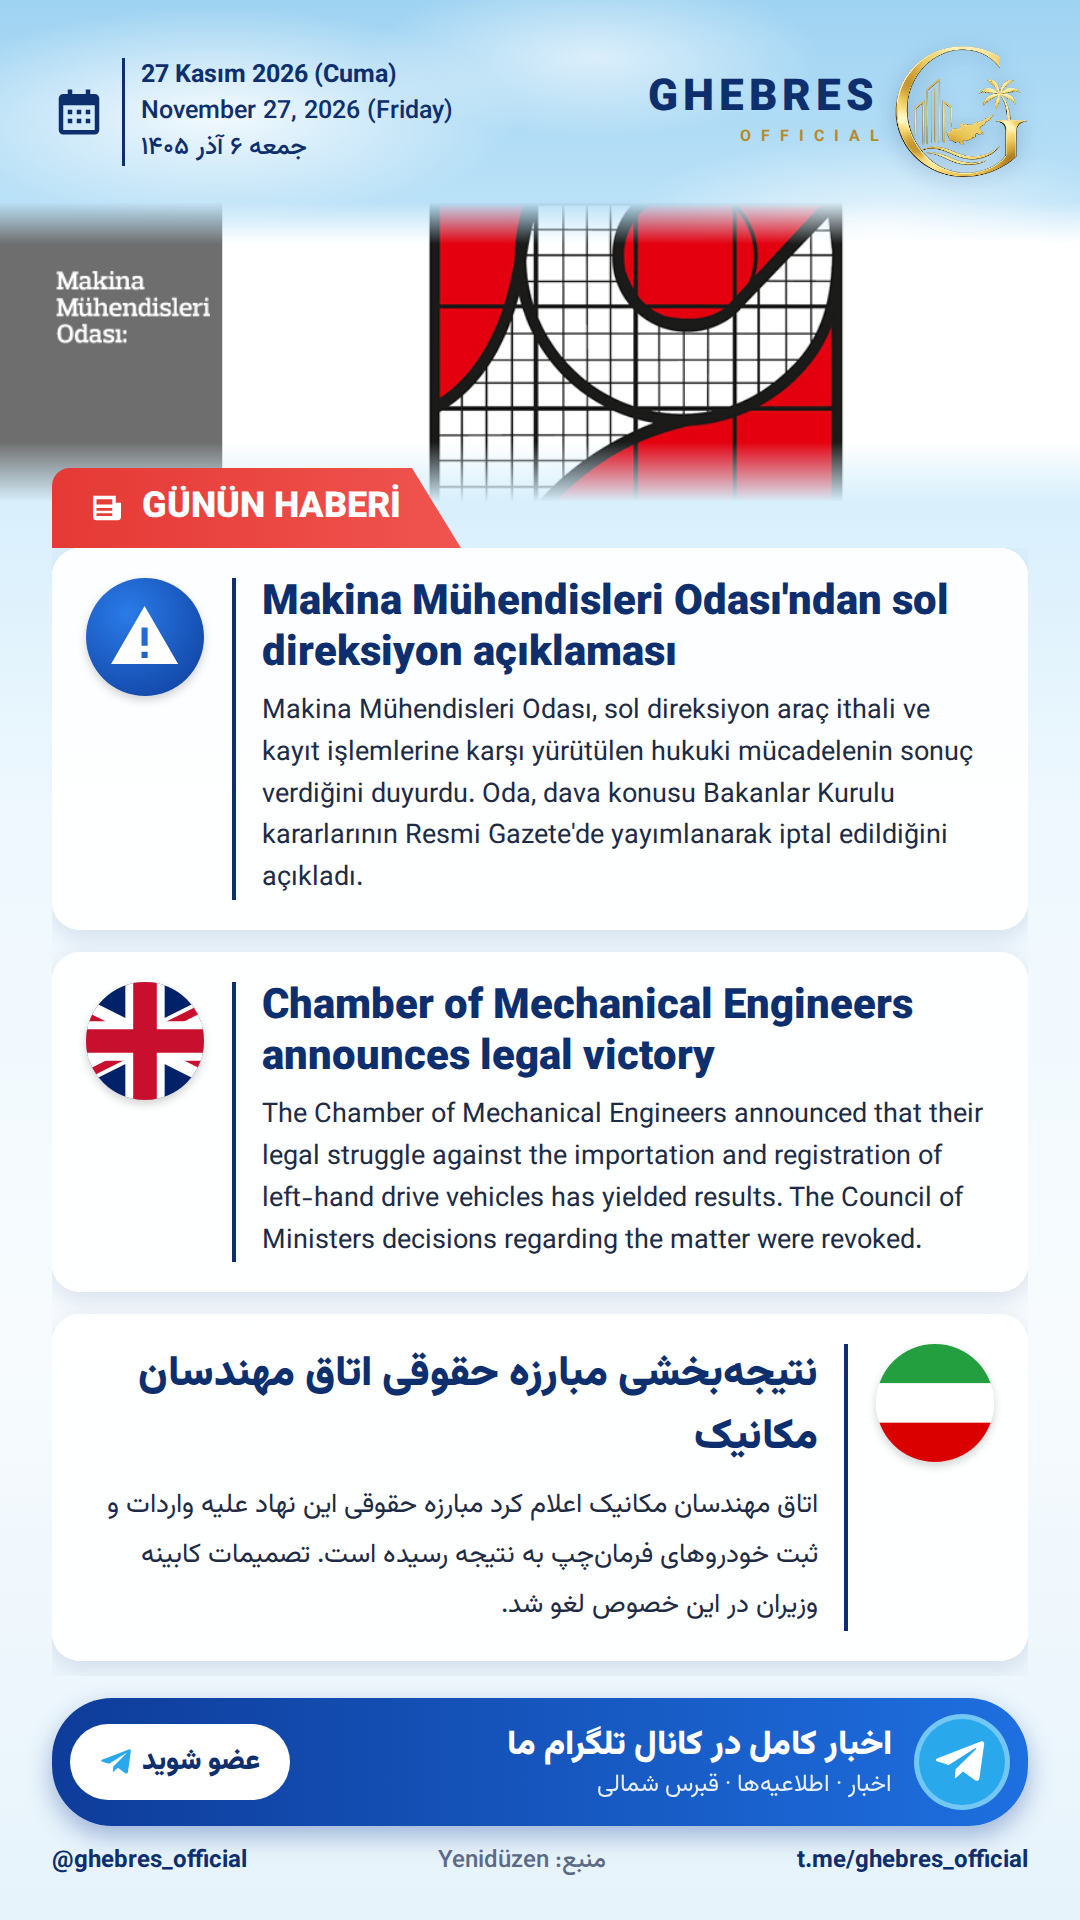 27 Kasım 2026 (Cuma)
November 27, 2026 (Friday)
جمعه ۶ آذر ۱۴۰۵
GHEBRES
OFFICIAL
Makina
Mühendisleri
Odası:
GÜNÜN HABERİ
Makina Mühendisleri Odası'ndan sol
direksiyon açıklaması
Makina Mühendisleri Odası, sol direksiyon araç ithali ve
kayıt işlemlerine karşı yürütülen hukuki mücadelenin sonuç
verdiğini duyurdu. Oda, dava konusu Bakanlar Kurulu
kararlarının Resmi Gazete'de yayımlanarak iptal edildiğini
açıkladı.
Chamber of Mechanical Engineers
announces legal victory
The Chamber of Mechanical Engineers announced that their
legal struggle against the importation and registration of
left-hand drive vehicles has yielded results. The Council of
Ministers decisions regarding the matter were revoked.
نتیجه‌بخشی مبارزه حقوقی اتاق مهندسان
مکانیک
اتاق مهندسان مکانیک اعلام کرد مبارزه حقوقی این نهاد علیه واردات و
ثبت خودروهای فرمان‌چپ به نتیجه رسیده است. تصمیمات کابینه
وزیران در این خصوص لغو شد.
اخبار کامل در کانال تلگرام ما
اخبار · اطلاعیه‌ها · قبرس شمالی
عضو شوید
@ghebres_official
منبع: Yenidüzen
t.me/ghebres_official